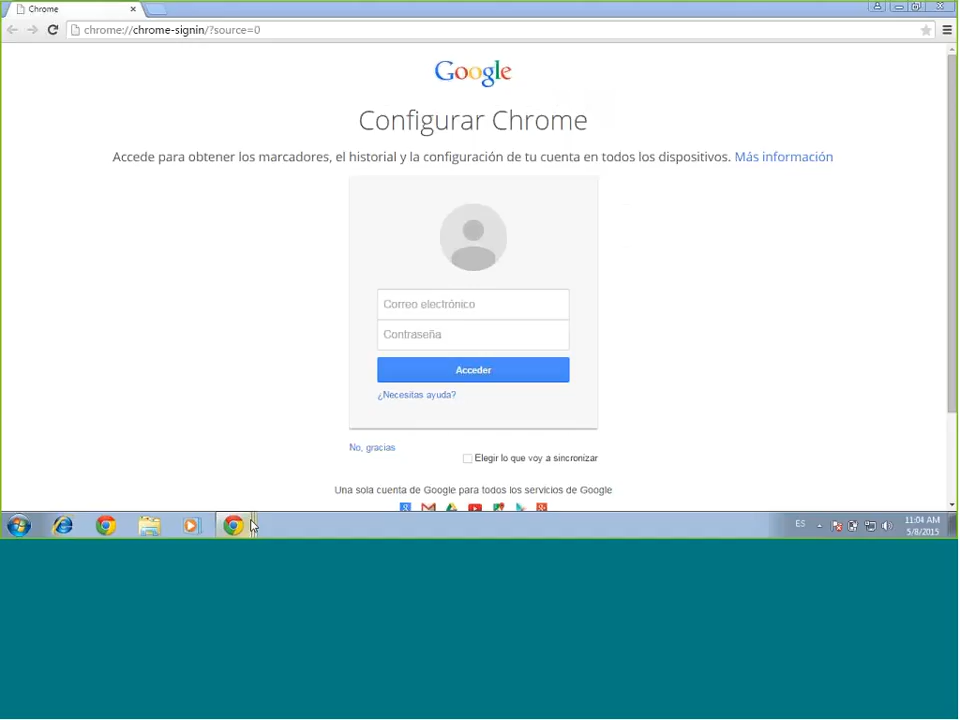 Chrome
chrome://chrome-signin/?source=0
Google
Configurar Chrome
Accede para obtener los marcadores, el historial y la configuración de tu cuenta en todos los dispositivos. Más información
Correo electrónico
Contraseña
Acceder
¿Necesitas ayuda?
No, gracias
Elegir lo que voy a sincronizar
Una sola cuenta de Google para todos los servicios de Google
ES
11:04 AM
5/8/2015